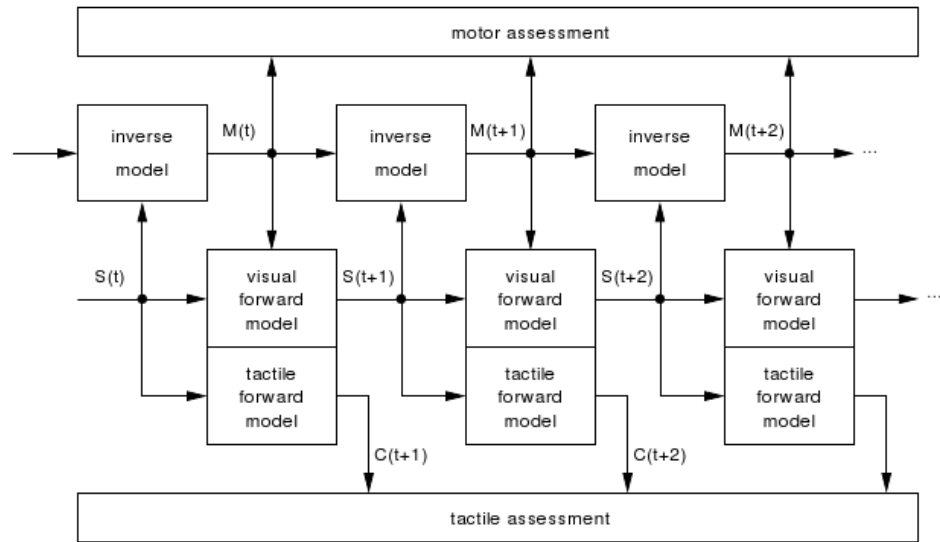 motor assessment
M(t)
M(t+1)
M(t+2)
inverse
model
inverse
model
inverse
model
...
S(t)
S(t+1)
S(t+2)
visual
forward
model
visual
forward
model
visual
forward
model
...
tactile
forward
model
tactile
forward
model
tactile
forward
model
C(t+1)
C(t+2)
tactile assessment